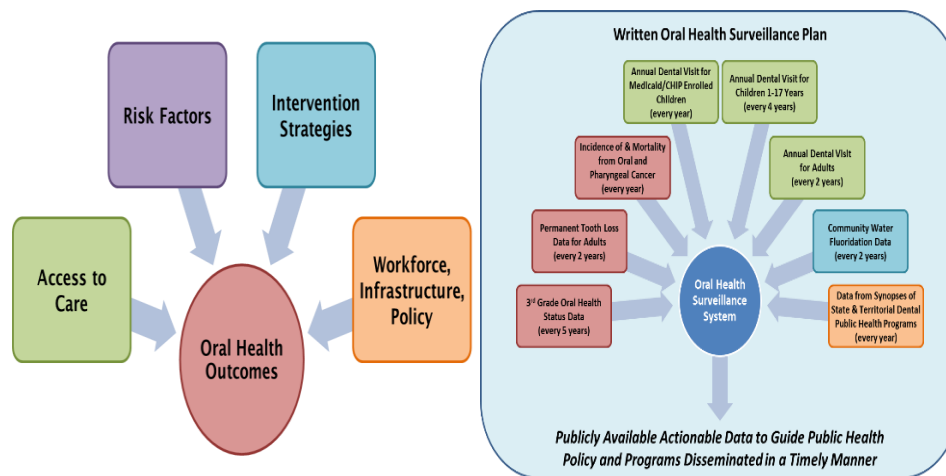 Risk Factors
Intervention
Strategies
Access to
Care
Workforce,
Infrastructure,
Policy
Oral Health
Outcomes
Written Oral Health Surveillance Plan
Annual Dental Visit for
Medicaid/CHIP Enrolled
Children
(every year)
Annual Dental Visit for
Children 1-17 Years
(every 4 years)
Incidence of & Mortality
from Oral and
Pharyngeal Cancer
(every year)
Annual Dental Visit
for Adults
(every 2 years)
Permanent Tooth Loss
Data for Adults
(every 2 years)
Community Water
Fluoridation Data
(every 2 years)
3rd Grade Oral Health
Status Data
(every 5 years)
Oral Health
Surveillance
System
Data from Synopses of
State & Territorial Dental
Public Health Programs
(every year)
Publicly Available Actionable Data to Guide Public Health
Policy and Programs Disseminated in a Timely Manner